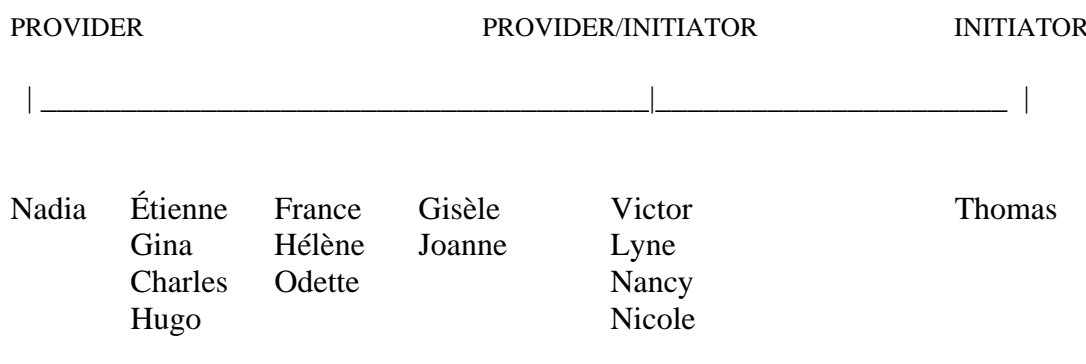 PROVIDER PROVIDER/INITIATOR INITIATOR
Nadia Étienne France Gisèle Victor Thomas
Gina Hélène Joanne Lyne
Charles Odette Nancy
Hugo Nicole